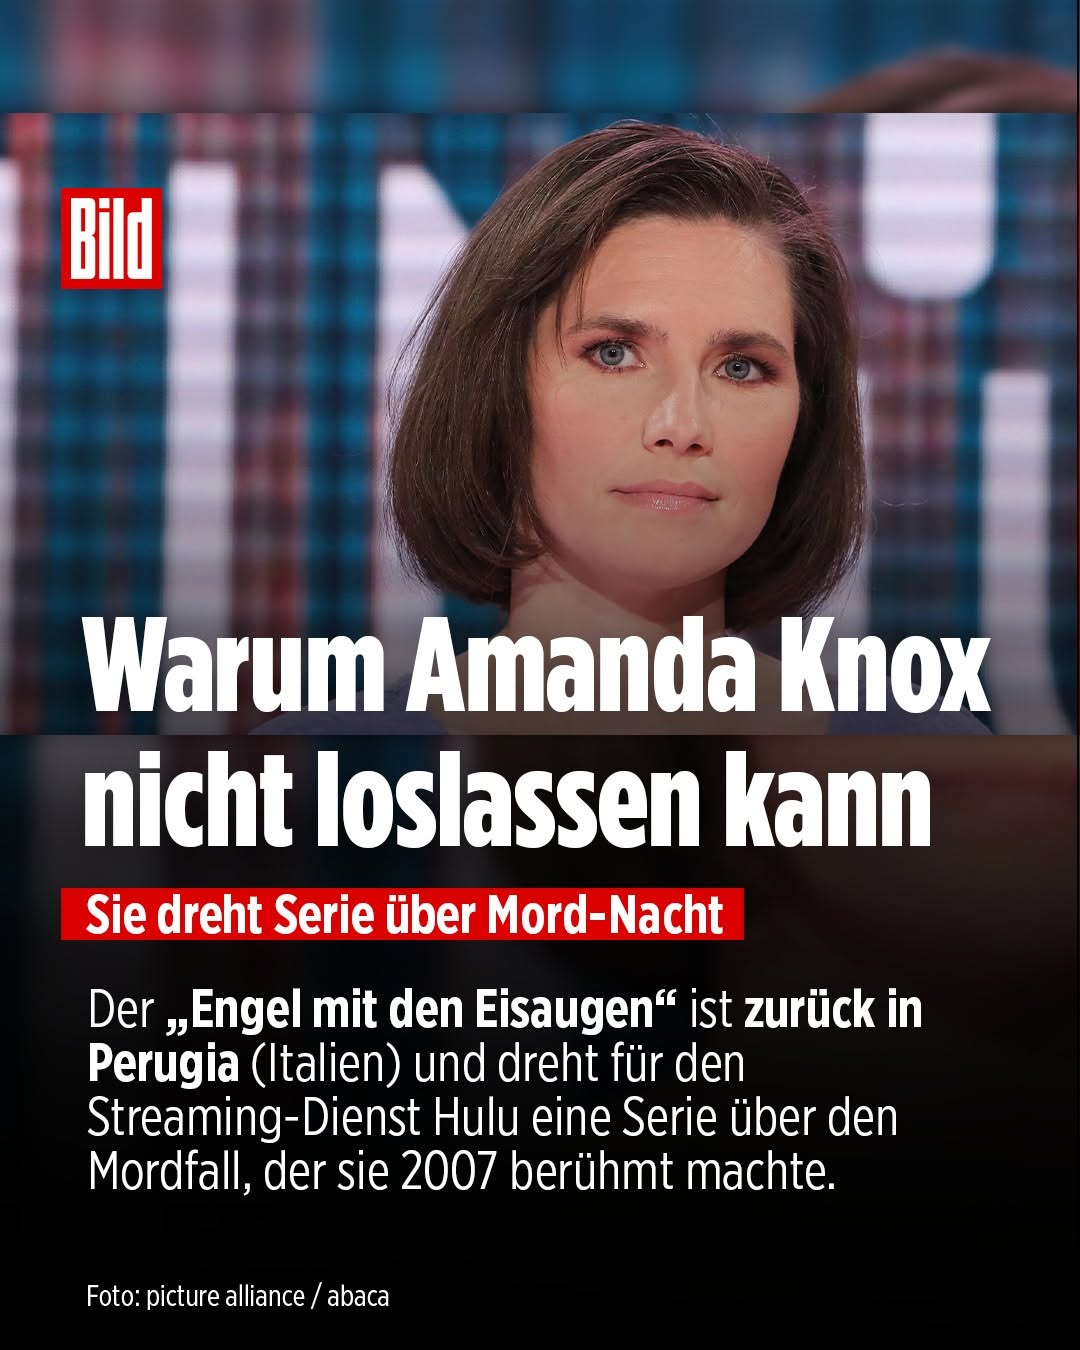 Bild
Warum Amanda Knox
nicht loslassen kann
Sie dreht Serie über Mord-Nacht
Der „Engel mit den Eisaugen“ ist zurück in
Perugia (Italien) und dreht für den
Streaming-Dienst Hulu eine Serie über den
Mordfall, der sie 2007 berühmt machte.
Foto: picture alliance / abaca